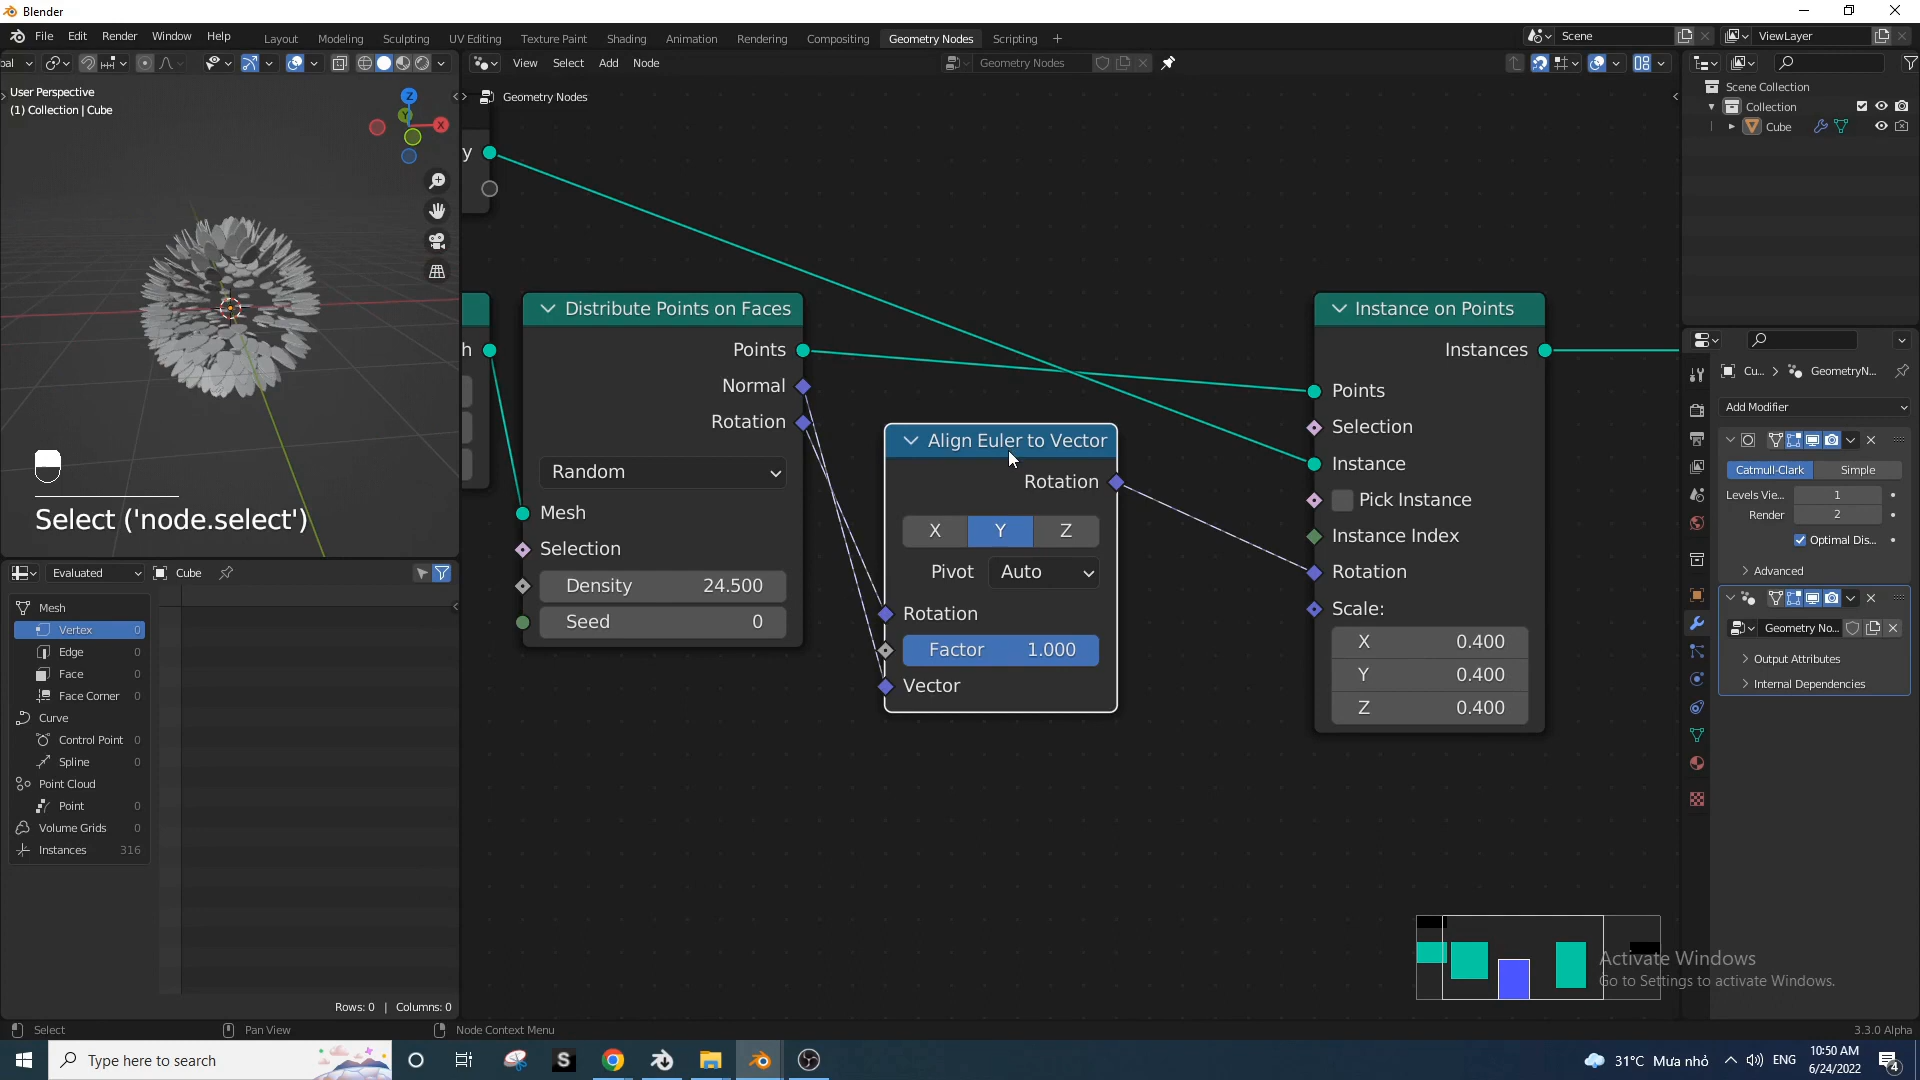 Blender
File Edit Render Window Help
Layout Modeling Sculpting UV Editing Texture Paint Shading Animation Rendering Compositing Geometry Nodes Scripting +
Scene
ViewLayer
bal
View Select Add Node
Geometry Nodes
User Perspective
(1) Collection | Cube
Z
Y
X
Select ('node.select')
Geometry Nodes
y
h
Distribute Points on Faces
Points
Normal
Rotation
Random
Mesh
Selection
Density 24.500
Seed 0
Align Euler to Vector
Rotation
X Y Z
Pivot Auto
Rotation
Factor 1.000
Vector
Instance on Points
Instances
Points
Selection
Instance
Pick Instance
Instance Index
Rotation
Scale:
X 0.400
Y 0.400
Z 0.400
Scene Collection
Collection
Cube
Cu... > GeometryN...
Add Modifier
Catmull-Clark Simple
Levels Vie... 1
Render 2
Optimal Dis...
Advanced
Geometry No...
Output Attributes
Internal Dependencies
Evaluated Cube
Mesh
Vertex 0
Edge 0
Face 0
Face Corner 0
Curve
Control Point 0
Spline 0
Point Cloud
Point 0
Volume Grids 0
Instances 316
Rows: 0 | Columns: 0
Activate Windows
Go to Settings to activate Windows.
Select Pan View Node Context Menu
3.3.0 Alpha
Type here to search
S
31°C Mưa nhỏ
ENG
10:50 AM
6/24/2022
4